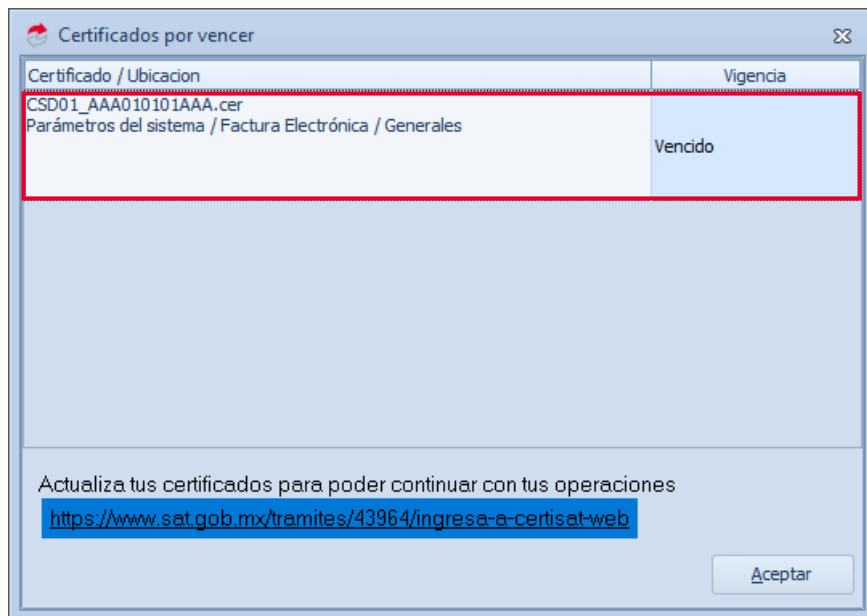 Certificados por vencer
Certificado / Ubicacion
Vigencia
CSD01_AAA010101AAA.cer
Parámetros del sistema / Factura Electrónica / Generales
Vencido
Actualiza tus certificados para poder continuar con tus operaciones
https://www.sat.gob.mx/tramites/43964/ingresa-a-certisat-web
Aceptar